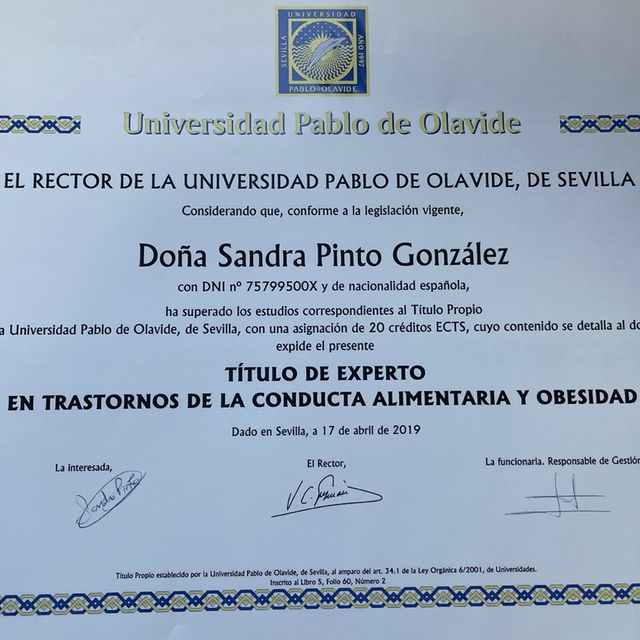 UNIVERSIDAD
SEVILLA
AÑO 1997
PABLO DE OLAVIDE
Universidad Pablo de Olavide
EL RECTOR DE LA UNIVERSIDAD PABLO DE OLAVIDE, DE SEVILLA
Considerando que, conforme a la legislación vigente,
Doña Sandra Pinto González
con DNI nº 75799500X y de nacionalidad española,
ha superado los estudios correspondientes al Título Propio
a Universidad Pablo de Olavide, de Sevilla, con una asignación de 20 créditos ECTS, cuyo contenido se detalla al do
expide el presente
TÍTULO DE EXPERTO
EN TRASTORNOS DE LA CONDUCTA ALIMENTARIA Y OBESIDAD
Dado en Sevilla, a 17 de abril de 2019
La interesada,
El Rector,
La funcionaria. Responsable de Gestión
Sandra Pinto
Título Propio establecido por la Universidad Pablo de Olavide, de Sevilla, al amparo del art. 34.1 de la Ley Orgánica 6/2001, de Universidades.
Inscrito al Libro 5, Folio 60, Número 2